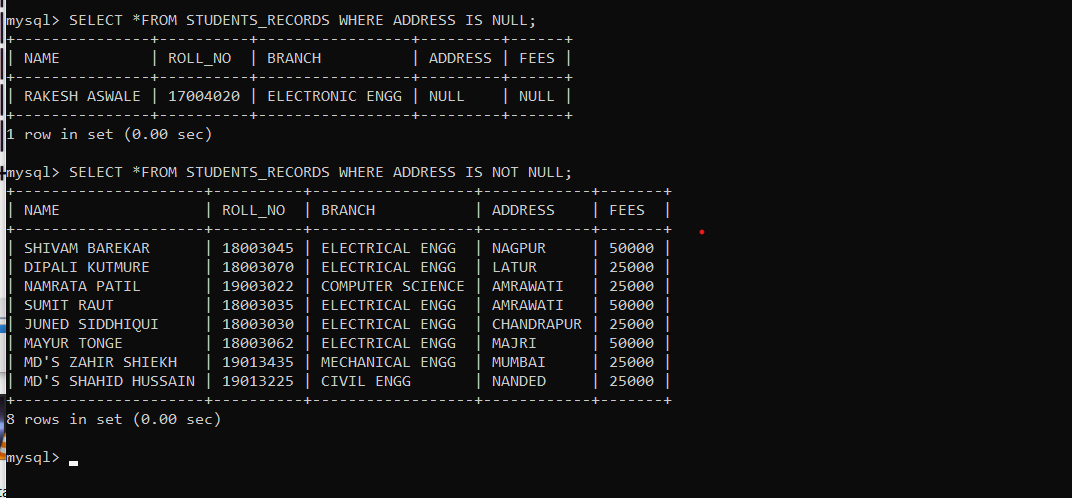 mysql> SELECT *FROM STUDENTS_RECORDS WHERE ADDRESS IS NULL;
+---------------+----------+-----------------+---------+------+
| NAME          | ROLL_NO  | BRANCH          | ADDRESS | FEES |
+---------------+----------+-----------------+---------+------+
| RAKESH ASWALE | 17004020 | ELECTRONIC ENGG | NULL    | NULL |
+---------------+----------+-----------------+---------+------+
1 row in set (0.00 sec)
mysql> SELECT *FROM STUDENTS_RECORDS WHERE ADDRESS IS NOT NULL;
+---------------------+----------+------------------+------------+-------+
| NAME                | ROLL_NO  | BRANCH           | ADDRESS    | FEES  |
+---------------------+----------+------------------+------------+-------+
| SHIVAM BAREKAR      | 18003045 | ELECTRICAL ENGG  | NAGPUR     | 50000 |
| DIPALI KUTMURE      | 18003070 | ELECTRICAL ENGG  | LATUR      | 25000 |
| NAMRATA PATIL       | 19003022 | COMPUTER SCIENCE | AMRAWATI   | 25000 |
| SUMIT RAUT          | 18003035 | ELECTRICAL ENGG  | AMRAWATI   | 50000 |
| JUNED SIDDHIQUI     | 18003030 | ELECTRICAL ENGG  | CHANDRAPUR | 25000 |
| MAYUR TONGE         | 18003062 | ELECTRICAL ENGG  | MAJRI      | 50000 |
| MD'S ZAHIR SHIEKH   | 19013435 | MECHANICAL ENGG  | MUMBAI     | 25000 |
| MD'S SHAHID HUSSAIN | 19013225 | CIVIL ENGG       | NANDED     | 25000 |
+---------------------+----------+------------------+------------+-------+
8 rows in set (0.00 sec)
mysql>